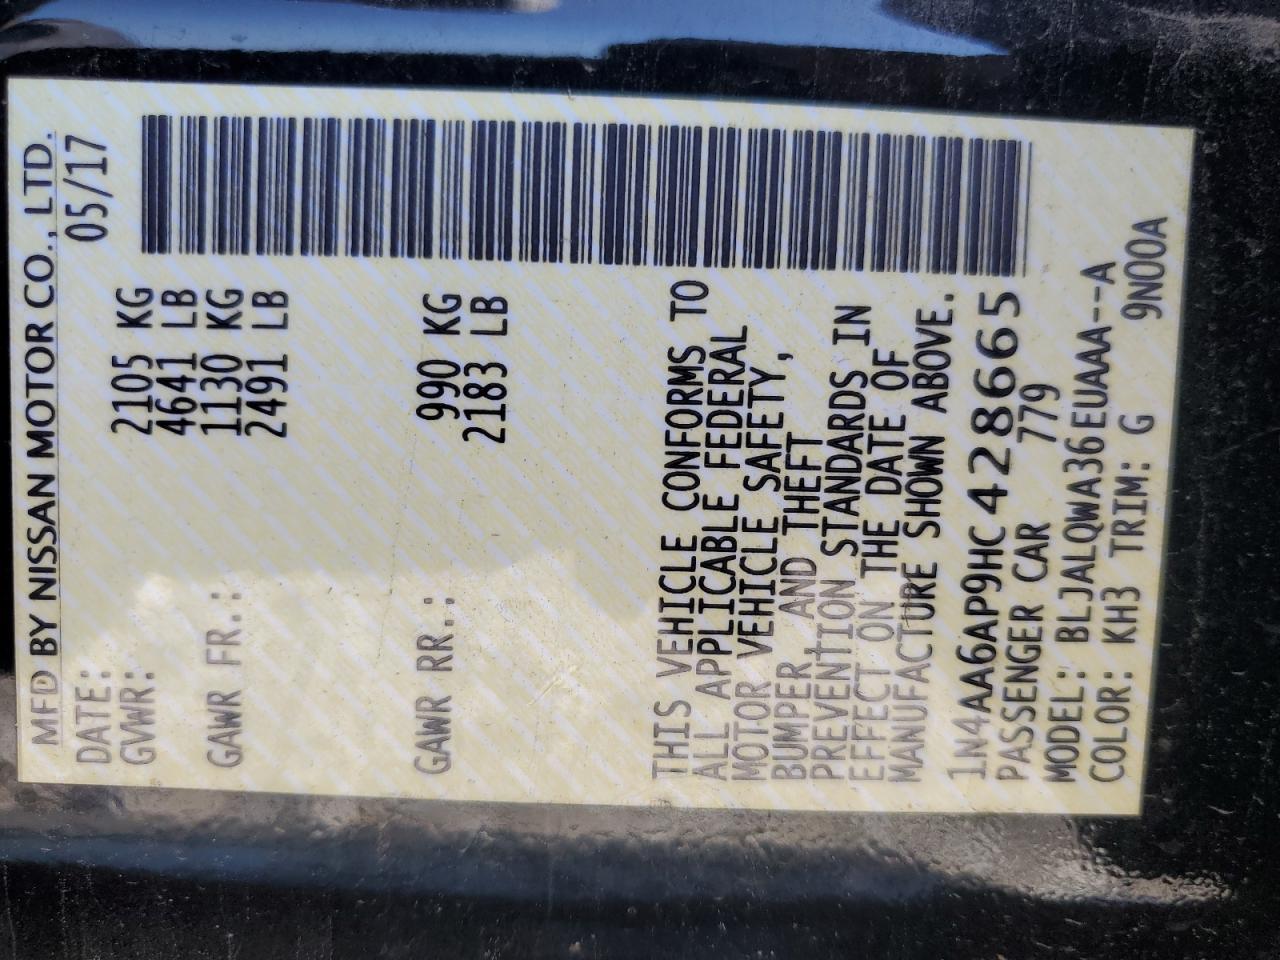 MFD BY NISSAN MOTOR CO., LTD.
DATE: 05/17
GVWR: 2105 KG
4641 LB
GAWR FR.: 1130 KG
2491 LB
GAWR RR.: 990 KG
2183 LB
THIS VEHICLE CONFORMS TO
ALL APPLICABLE FEDERAL
MOTOR VEHICLE SAFETY,
BUMPER AND THEFT
PREVENTION STANDARDS IN
EFFECT ON THE DATE OF
MANUFACTURE SHOWN ABOVE.
1N4AA6AP9HC428665
PASSENGER CAR 779
MODEL: BLJALQWA36EUAAA--A
COLOR: KH3 TRIM: G 9N00A